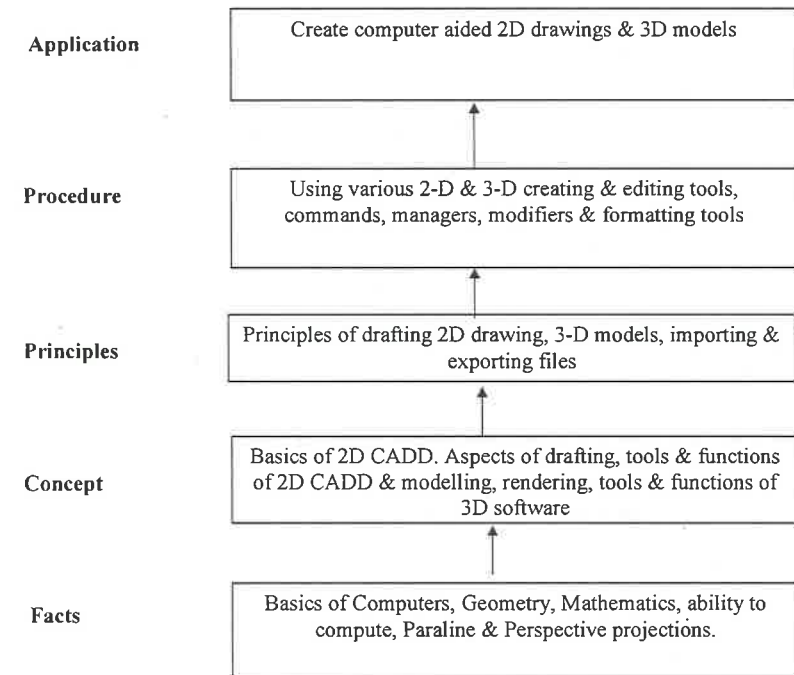 Application
Create computer aided 2D drawings & 3D models
Procedure
Using various 2-D & 3-D creating & editing tools,
commands, managers, modifiers & formatting tools
Principles
Principles of drafting 2D drawing, 3-D models, importing &
exporting files
Concept
Basics of 2D CADD. Aspects of drafting, tools & functions
of 2D CADD & modelling, rendering, tools & functions of
3D software
Facts
Basics of Computers, Geometry, Mathematics, ability to
compute, Paraline & Perspective projections.